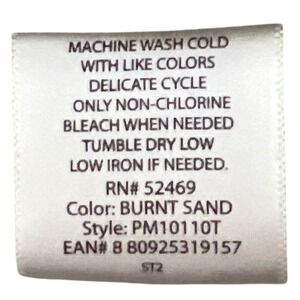 MACHINE WASH COLD
WITH LIKE COLORS
DELICATE CYCLE
ONLY NON-CHLORINE
BLEACH WHEN NEEDED
TUMBLE DRY LOW
LOW IRON IF NEEDED.
RN# 52469
Color: BURNT SAND
Style: PM10110T
EAN# 8 80925319157
ST2